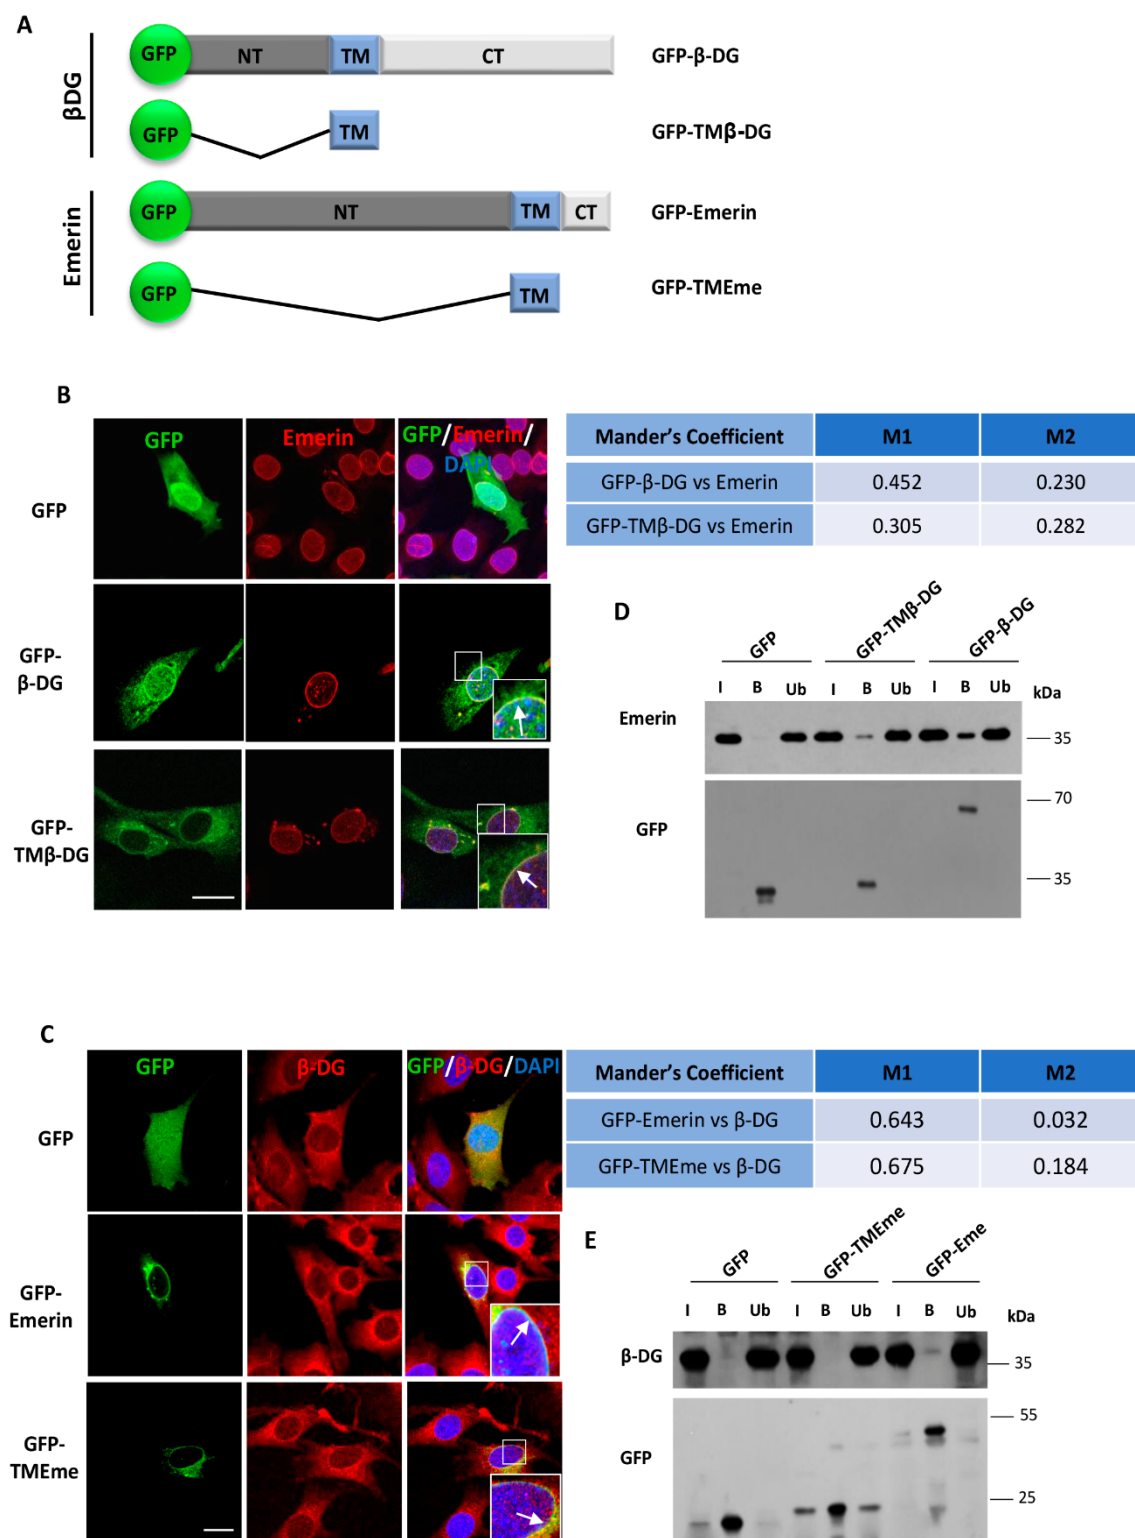 A
βDG
GFP NT TM CT GFP-β-DG
GFP TM GFP-TMβ-DG
Emerin
GFP NT TM CT GFP-Emerin
GFP TM GFP-TMEme
B
GFP Emerin GFP/Emerin/
DAPI
GFP
GFP-
β-DG
GFP-
TMβ-DG
Mander's Coefficient M1 M2
GFP-β-DG vs Emerin 0.452 0.230
GFP-TMβ-DG vs Emerin 0.305 0.282
D
GFP GFP-TMβ-DG GFP-β-DG
I B Ub I B Ub I B Ub kDa
Emerin 35
GFP
70
35
C
GFP β-DG GFP/β-DG/DAPI
GFP
GFP-
Emerin
GFP-
TMEme
Mander's Coefficient M1 M2
GFP-Emerin vs β-DG 0.643 0.032
GFP-TMEme vs β-DG 0.675 0.184
E
GFP GFP-TMEme GFP-Eme
I B Ub I B Ub I B Ub kDa
β-DG 35
GFP
55
25